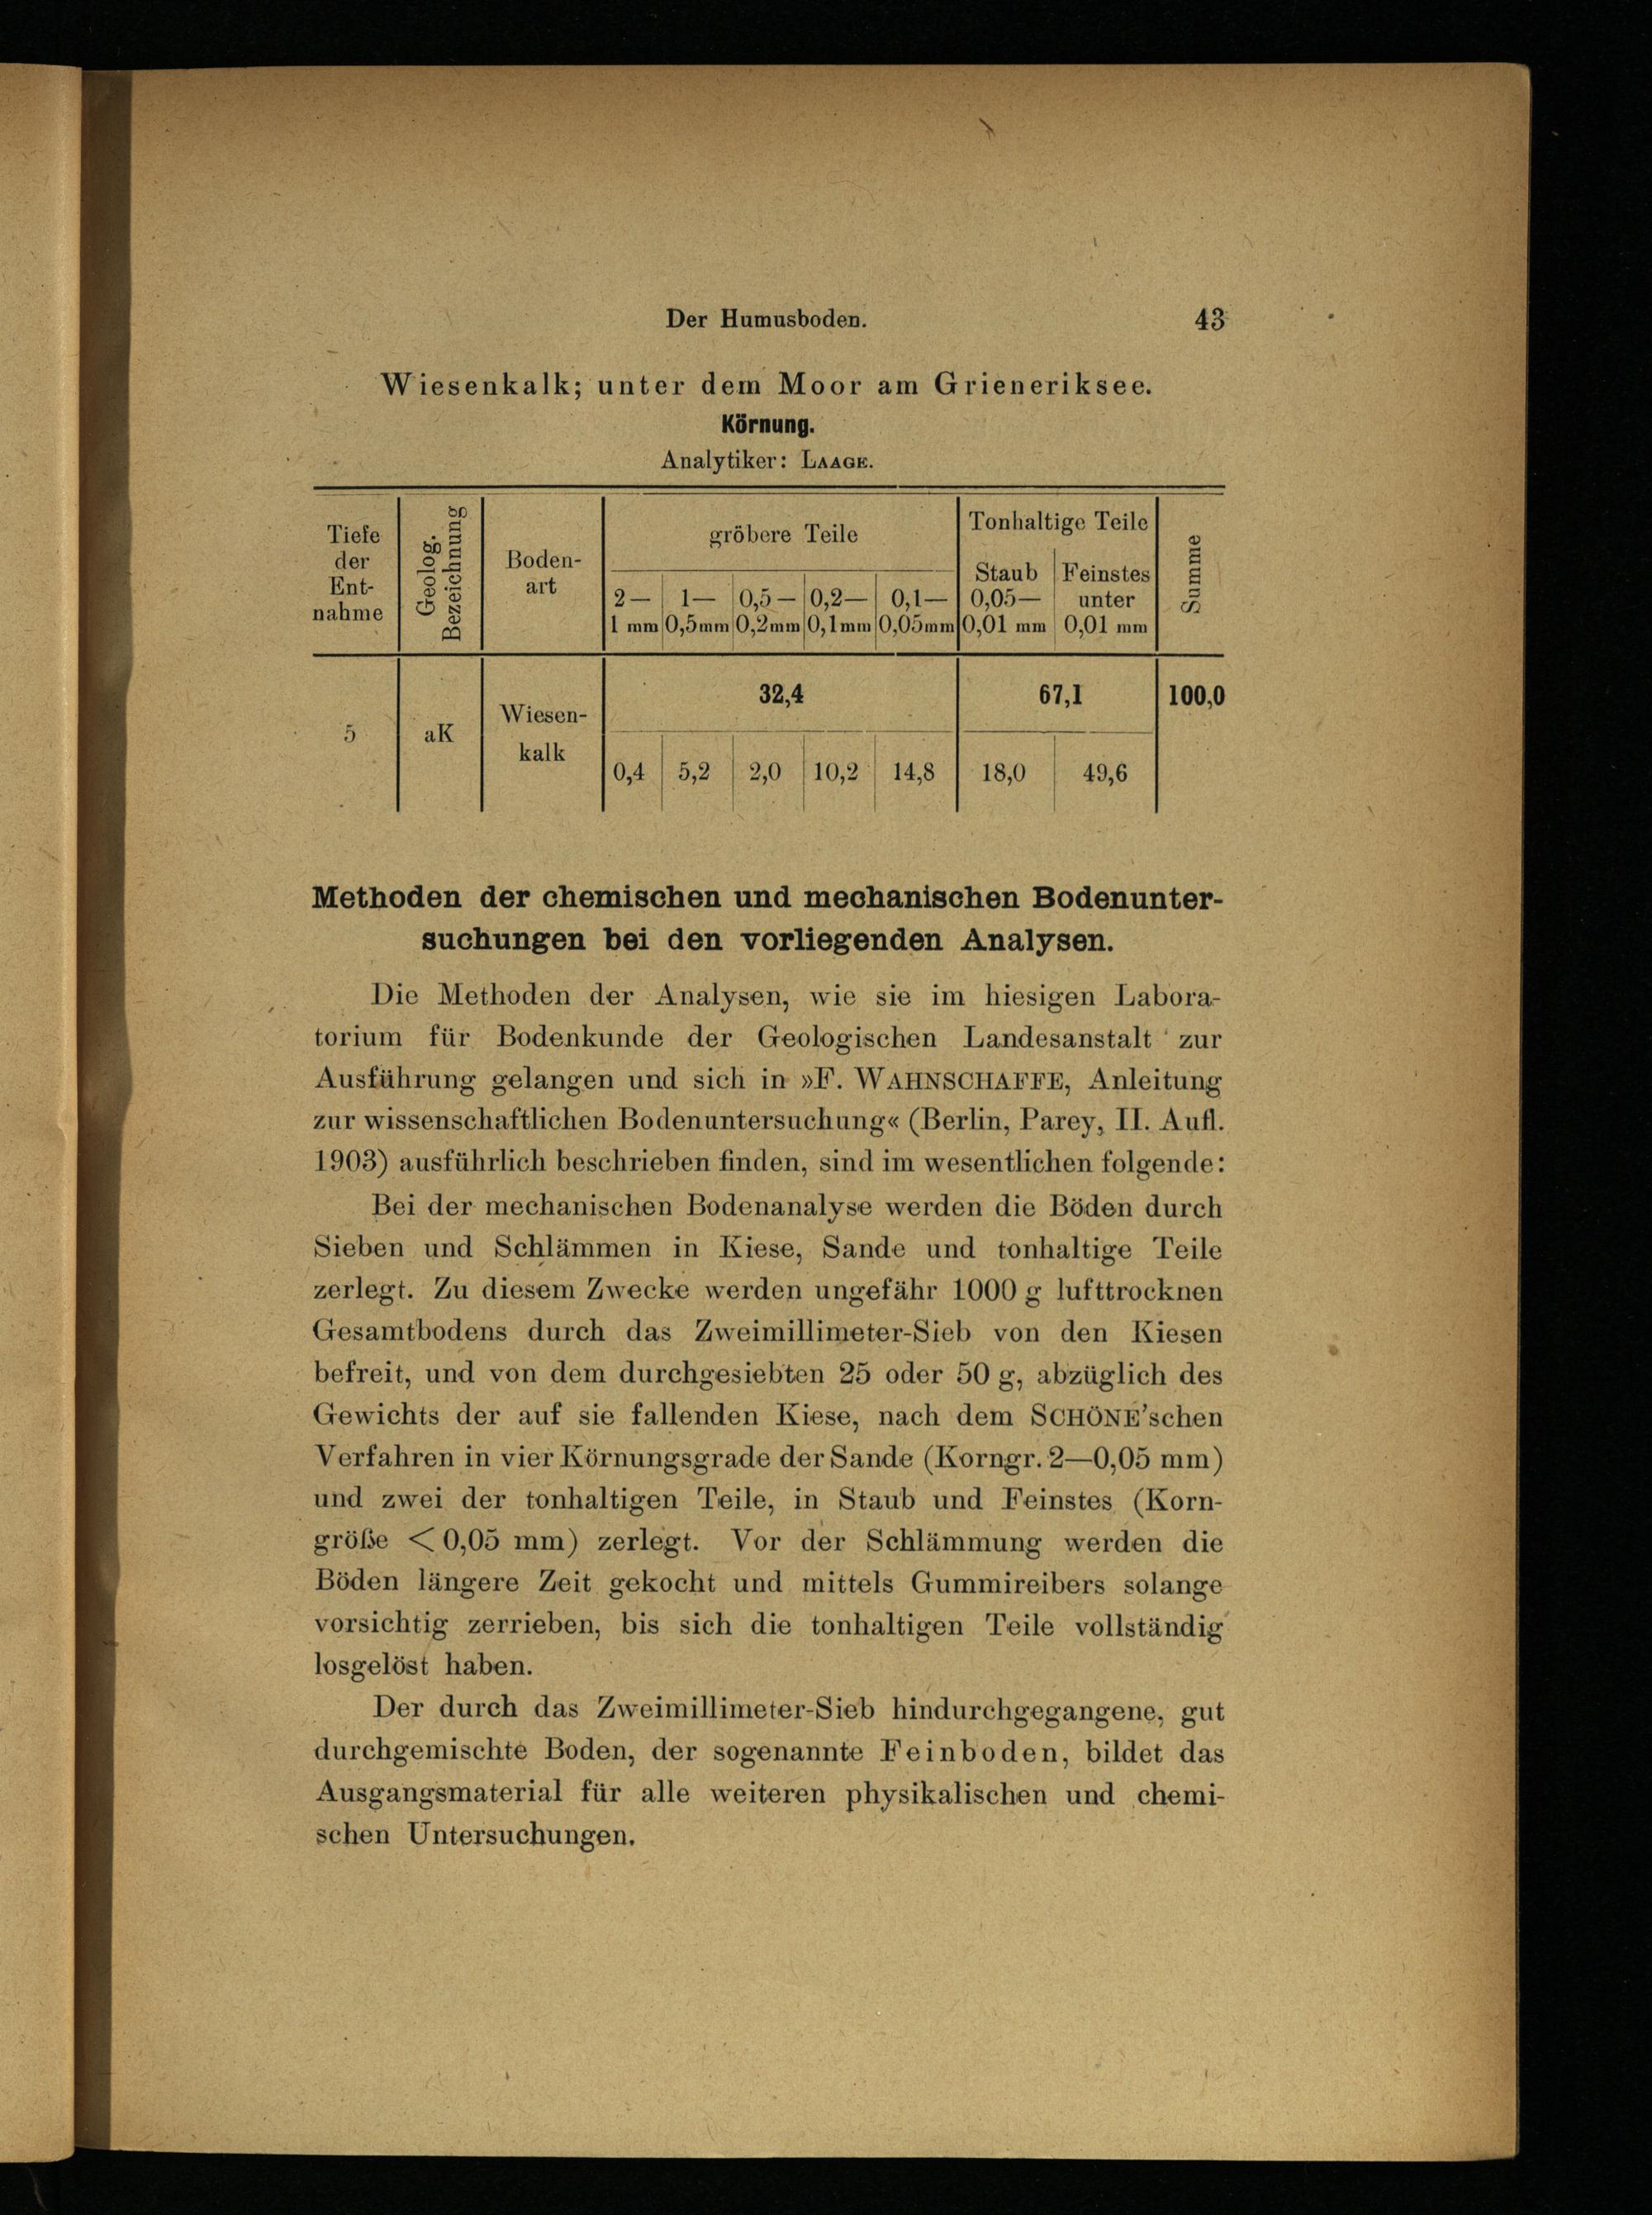 Der Humusboden. 43
Wiesenkalk; unter dem Moor am Grieneriksee.
Körnung.
Analytiker: LAAGE.
Tiefe der Entnahme | Geolog. Bezeichnung | Bodenart | gröbere Teile | Tonhaltige Teile | Summe
Staub | Feinstes
2— | 1— | 0,5— | 0,2— | 0,1— | 0,05— | unter
1 mm | 0,5mm | 0,2mm | 0,1mm | 0,05mm | 0,01 mm | 0,01 mm
32,4 | 67,1 | 100,0
5 | aK | Wiesen-
kalk
0,4 | 5,2 | 2,0 | 10,2 | 14,8 | 18,0 | 49,6
Methoden der chemischen und mechanischen Bodenunter-
suchungen bei den vorliegenden Analysen.
Die Methoden der Analysen, wie sie im hiesigen Labora-
torium für Bodenkunde der Geologischen Landesanstalt zur
Ausführung gelangen und sich in »F. WAHNSCHAFFE, Anleitung
zur wissenschaftlichen Bodenuntersuchung« (Berlin, Parey, II. Aufl.
1903) ausführlich beschrieben finden, sind im wesentlichen folgende:
Bei der mechanischen Bodenanalyse werden die Böden durch
Sieben und Schlämmen in Kiese, Sande und tonhaltige Teile
zerlegt. Zu diesem Zwecke werden ungefähr 1000 g lufttrocknen
Gesamtbodens durch das Zweimillimeter-Sieb von den Kiesen
befreit, und von dem durchgesiebten 25 oder 50 g, abzüglich des
Gewichts der auf sie fallenden Kiese, nach dem SCHÖNE'schen
Verfahren in vier Körnungsgrade der Sande (Korngr. 2—0,05 mm)
und zwei der tonhaltigen Teile, in Staub und Feinstes (Korn-
größe <0,05 mm) zerlegt. Vor der Schlämmung werden die
Böden längere Zeit gekocht und mittels Gummireibers solange
vorsichtig zerrieben, bis sich die tonhaltigen Teile vollständig
losgelöst haben.
Der durch das Zweimillimeter-Sieb hindurchgegangene, gut
durchgemischte Boden, der sogenannte Feinboden, bildet das
Ausgangsmaterial für alle weiteren physikalischen und chemi-
schen Untersuchungen.